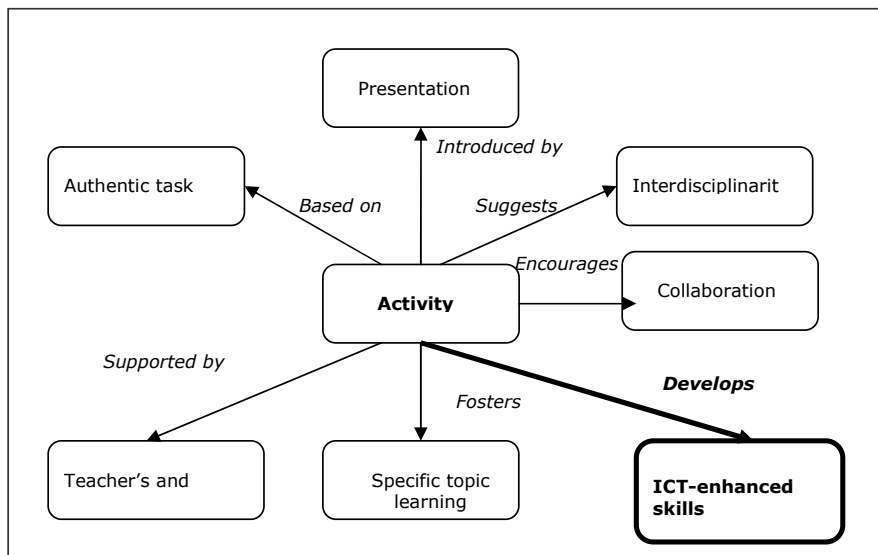 Presentation
Introduced by
Authentic task
Interdisciplinarit
Based on
Suggests
Encourages
Activity
Collaboration
Supported by
Develops
Fosters
Teacher's and
Specific topic
learning
ICT-enhanced
skills